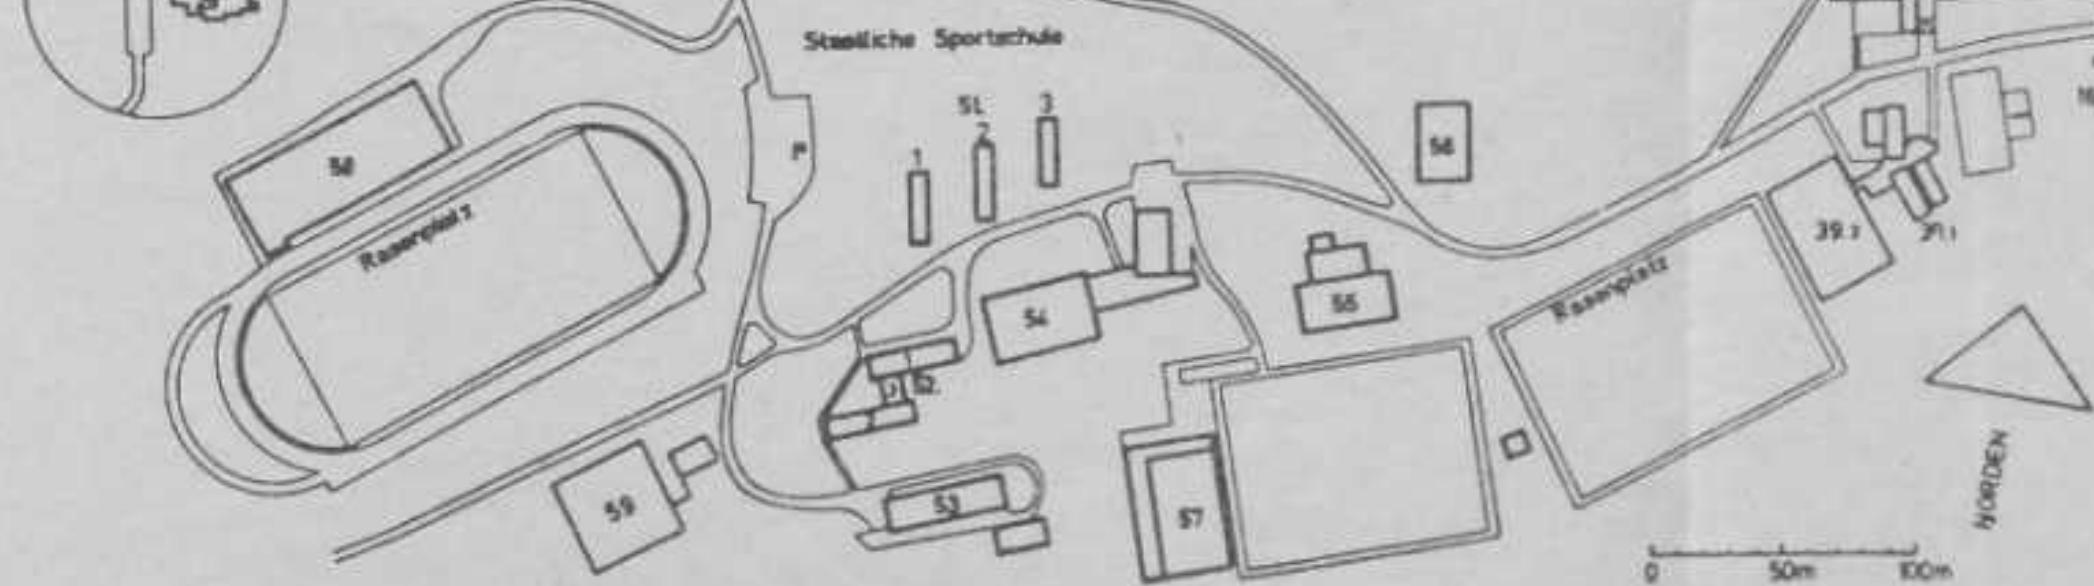 Staatliche Sportschule
51.
1
2
3
P
58
56
Rasenplatz
39.2
39.1
54
55
Rasenplatz
52.
53
57
59
NORDEN
0
50m
100m